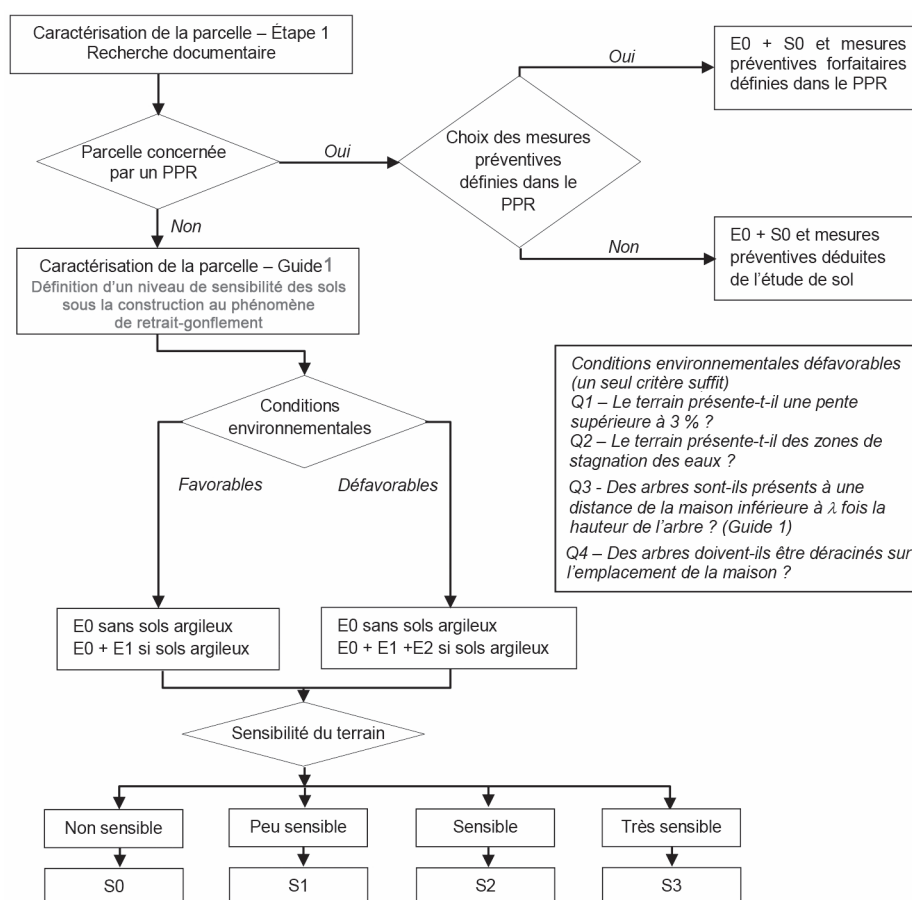 Caractérisation de la parcelle – Étape 1
Recherche documentaire
Parcelle concernée
par un PPR
Oui
Choix des mesures
préventives
définies dans le
PPR
Oui
E0 + S0 et mesures
préventives forfaitaires
définies dans le PPR
Non
E0 + S0 et mesures
préventives déduites
de l'étude de sol
Non
Caractérisation de la parcelle – Guide1
Définition d'un niveau de sensibilité des sols
sous la construction au phénomène
de retrait-gonflement
Conditions
environnementales
Favorables
Défavorables
Conditions environnementales défavorables
(un seul critère suffit)
Q1 – Le terrain présente-t-il une pente
supérieure à 3 % ?
Q2 – Le terrain présente-t-il des zones de
stagnation des eaux ?
Q3 - Des arbres sont-ils présents à une
distance de la maison inférieure à λ fois la
hauteur de l'arbre ? (Guide 1)
Q4 – Des arbres doivent-ils être déracinés sur
l'emplacement de la maison ?
E0 sans sols argileux
E0 + E1 si sols argileux
E0 sans sols argileux
E0 + E1 +E2 si sols argileux
Sensibilité du terrain
Non sensible
Peu sensible
Sensible
Très sensible
S0
S1
S2
S3